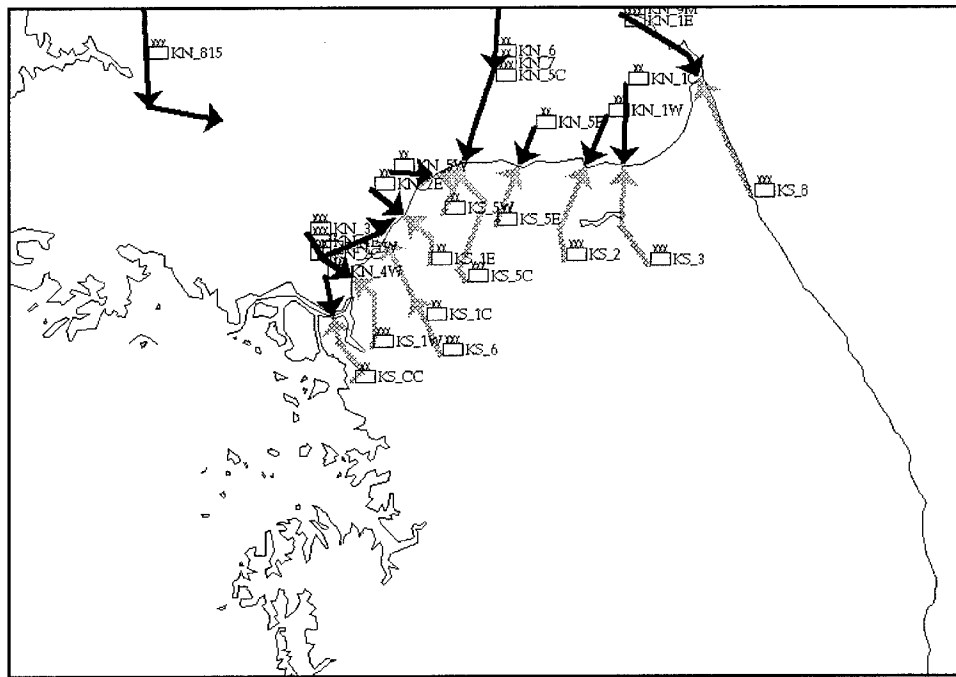 KN_9M
KN_1E
KN_815
KN_6
KN_7
KN_5C
KN_1C
KN_1W
KN_5E
KN_5W
KN_2E
KS_8
KS_5W
KS_5E
KN_3
KS_2
KS_3
KS_1E
KS_5C
KN_4W
KS_1C
KS_1W
KS_6
KS_CC